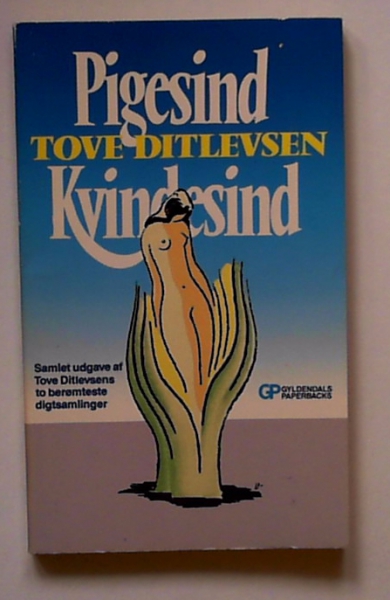 Pigesind
TOVE DITLEVSEN
Kvindesind
Samlet udgave af
Tove Ditlevsens
to berømteste
digtsamlinger
GP GYLDENDALS
PAPERBACKS